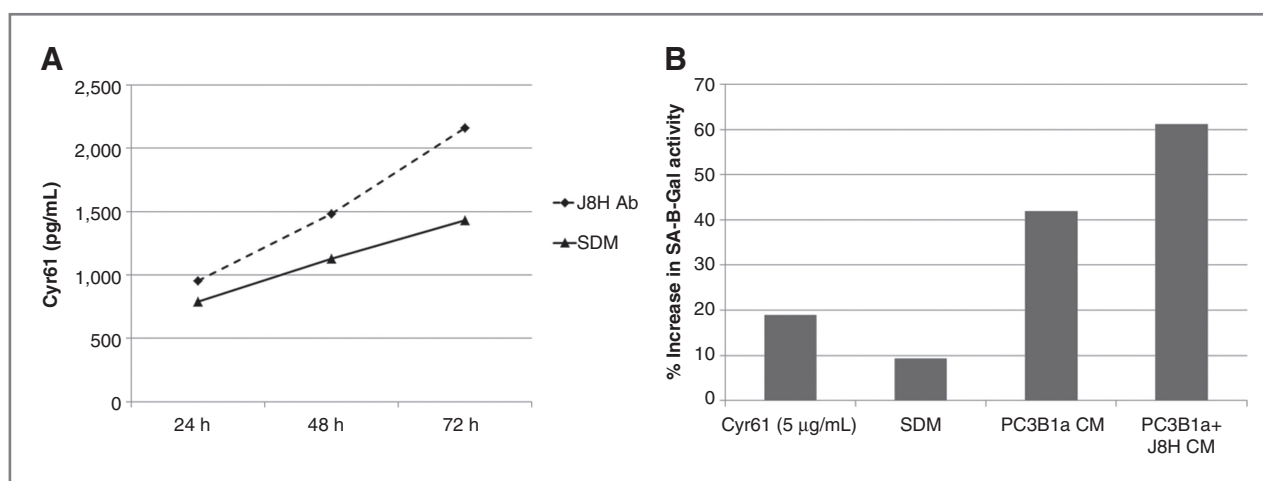 A
Cyr61 (pg/mL)
2,500
2,000
1,500
1,000
500
0
24 h 48 h 72 h
J8H Ab
SDM
B
% Increase in SA-B-Gal activity
70
60
50
40
30
20
10
0
Cyr61 (5 μg/mL) SDM PC3B1a CM PC3B1a+
J8H CM